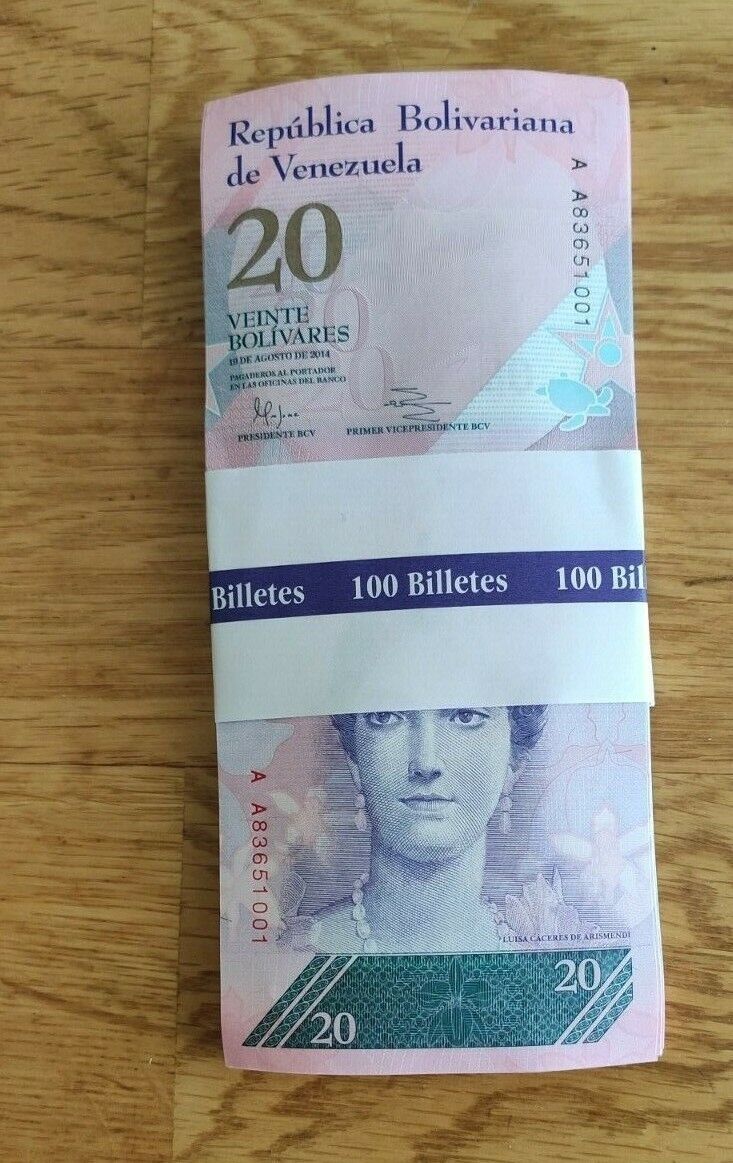 República Bolivariana
de Venezuela
A A83651001
20
VEINTE
BOLÍVARES
19 DE AGOSTO DE 2014
PAGADEROS AL PORTADOR
EN LAS OFICINAS DEL BANCO
PRESIDENTE BCV
PRIMER VICEPRESIDENTE BCV
Billetes 100 Billetes 100 Bil
A A83651001
LUISA CÁCERES DE ARISMENDI
20
20